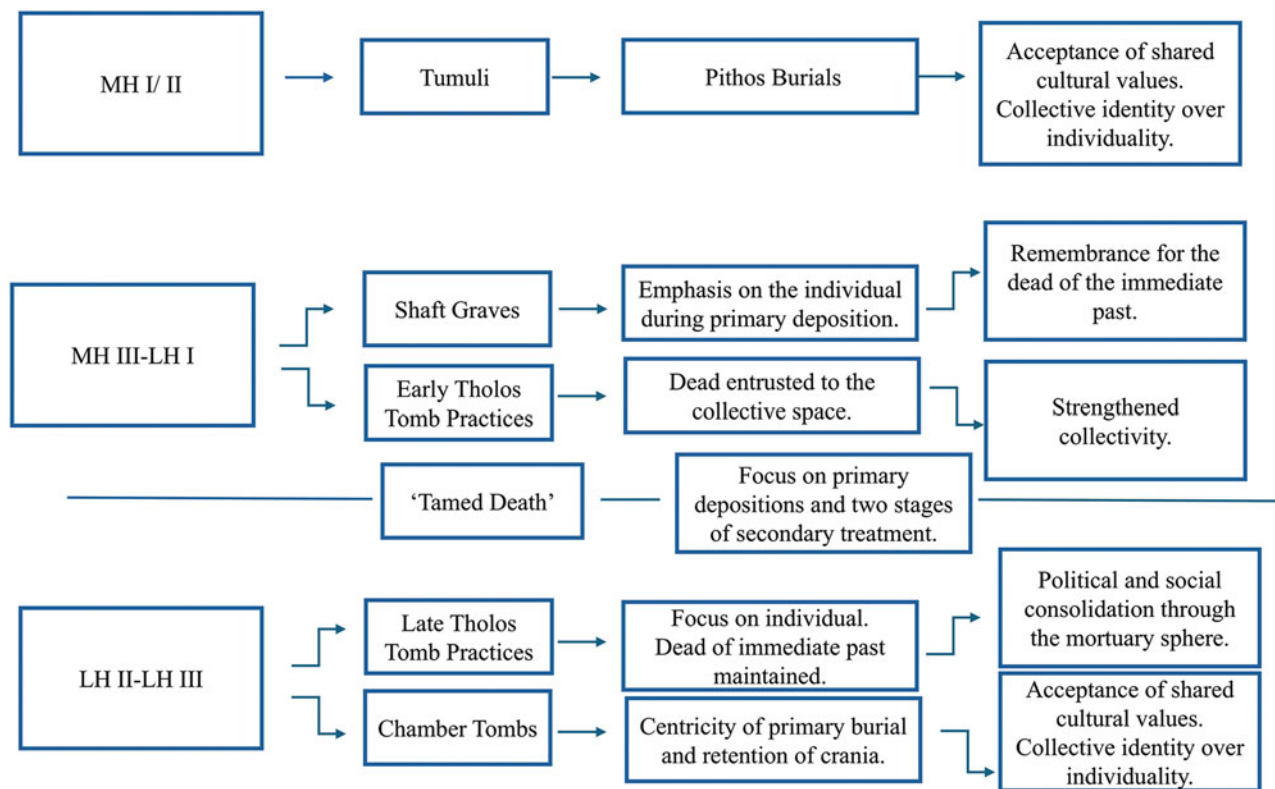 MH I/ II
Tumuli
Pithos Burials
Acceptance of shared
cultural values.
Collective identity over
individuality.
MH III-LH I
Shaft Graves
Emphasis on the individual
during primary deposition.
Remembrance for the
dead of the immediate
past.
Early Tholos
Tomb Practices
Dead entrusted to the
collective space.
Strengthened
collectivity.
‘Tamed Death’
Focus on primary
depositions and two stages
of secondary treatment.
LH II-LH III
Late Tholos
Tomb Practices
Focus on individual.
Dead of immediate past
maintained.
Political and social
consolidation through
the mortuary sphere.
Chamber Tombs
Centricity of primary burial
and retention of crania.
Acceptance of shared
cultural values.
Collective identity over
individuality.